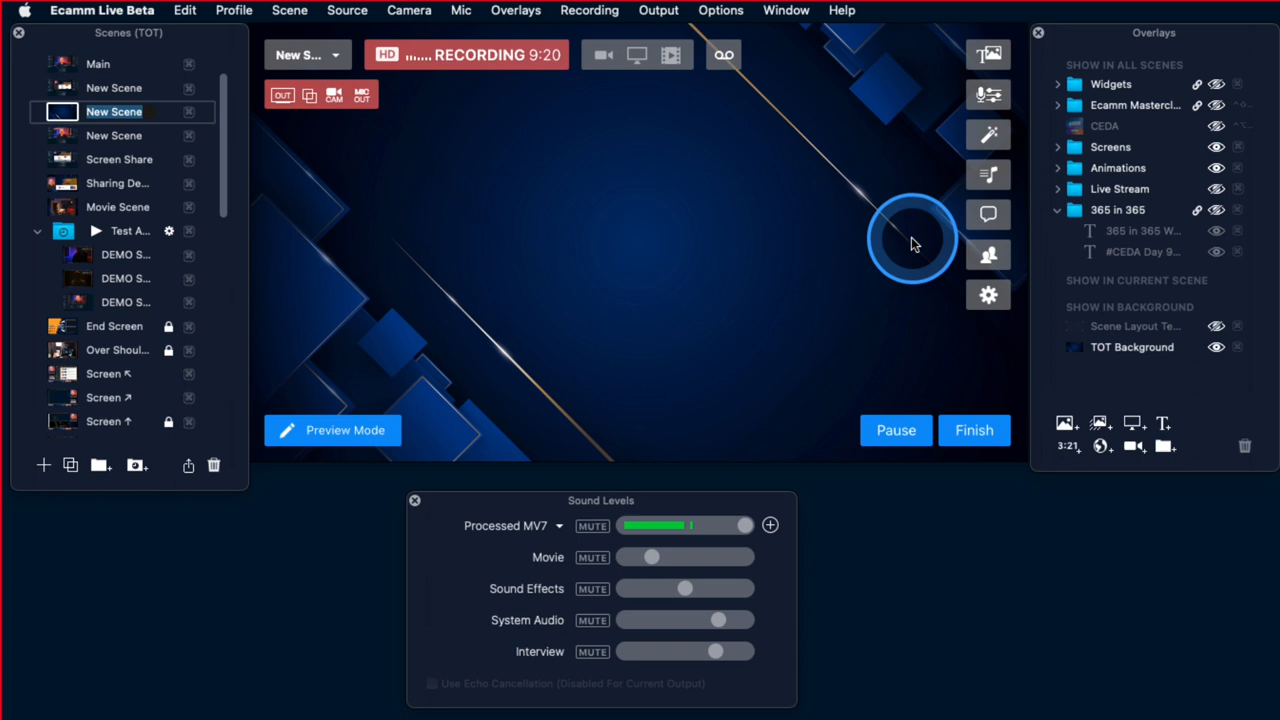 Ecamm Live Beta Edit Profile Scene Source Camera Mic Overlays Recording Output Options Window Help
Scenes (TOT)
Main
New Scene
New Scene
New Scene
Screen Share
Sharing De...
Movie Scene
Test A...
DEMO S...
DEMO S...
DEMO S...
End Screen
Over Shoul...
Screen ↖
Screen ↗
Screen ↑
New S...
HD RECORDING 9:20
OUT CAM MIC OUT
Preview Mode
Pause Finish
Overlays
SHOW IN ALL SCENES
Widgets
Ecamm Mastercl...
CEDA
Screens
Animations
Live Stream
365 in 365
365 in 365 W...
#CEDA Day 9...
SHOW IN CURRENT SCENE
SHOW IN BACKGROUND
Scene Layout Te...
TOT Background
3:21
Sound Levels
Processed MV7 MUTE
Movie MUTE
Sound Effects MUTE
System Audio MUTE
Interview MUTE
Use Echo Cancellation (Disabled For Current Output)